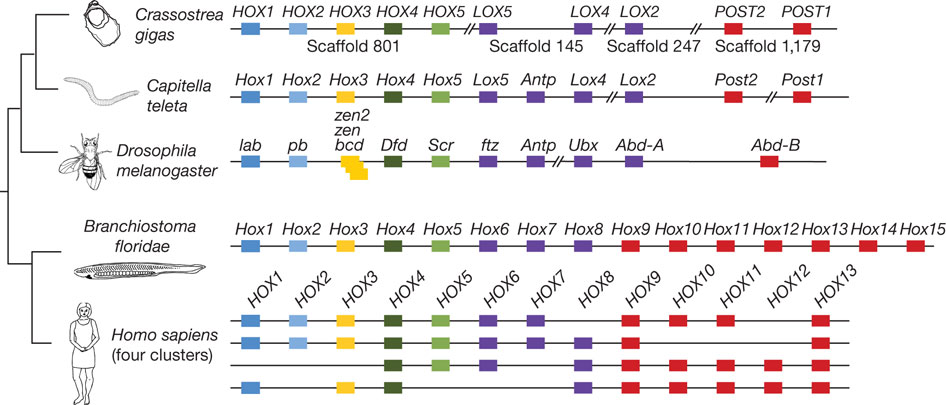 Crassostrea
gigas
HOX1 HOX2 HOX3 HOX4 HOX5 LOX5 LOX4 LOX2 POST2 POST1
Scaffold 801 Scaffold 145 Scaffold 247 Scaffold 1,179
Capitella
teleta
Hox1 Hox2 Hox3 Hox4 Hox5 Lox5 Antp Lox4 Lox2 Post2 Post1
Drosophila
melanogaster
zen2
zen
lab pb bcd Dfd Scr ftz Antp Ubx Abd-A Abd-B
Branchiostoma
floridae
Hox1 Hox2 Hox3 Hox4 Hox5 Hox6 Hox7 Hox8 Hox9 Hox10 Hox11 Hox12 Hox13 Hox14 Hox15
HOX1 HOX2 HOX3 HOX4 HOX5 HOX6 HOX7 HOX8 HOX9 HOX10 HOX11 HOX12 HOX13
Homo sapiens
(four clusters)